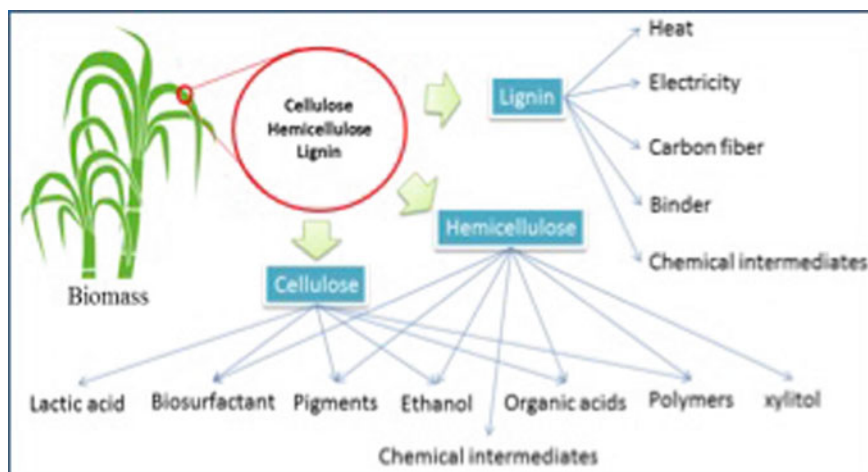 Heat
Cellulose
Hemicellulose
Lignin
Lignin
Electricity
Carbon fiber
Binder
Hemicellulose
Chemical intermediates
Cellulose
Biomass
Lactic acid
Biosurfactant
Pigments
Ethanol
Organic acids
Polymers
xylitol
Chemical intermediates